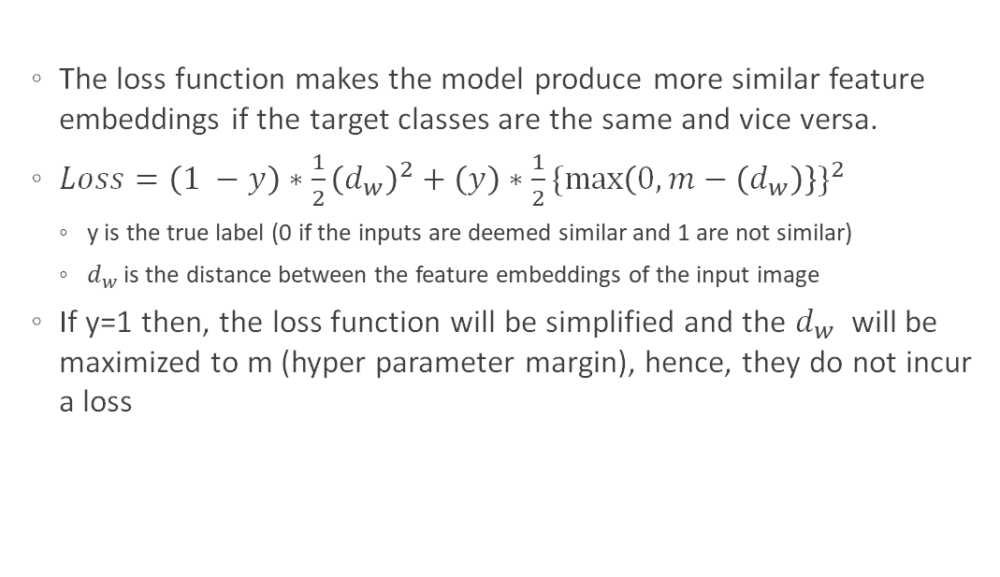 ◦ The loss function makes the model produce more similar feature
embeddings if the target classes are the same and vice versa.
◦ Loss = (1 − y) ∗ 1/2 (d_w)² + (y) ∗ 1/2 {max(0, m − (d_w)}}²
◦ y is the true label (0 if the inputs are deemed similar and 1 are not similar)
◦ d_w is the distance between the feature embeddings of the input image
◦ If y=1 then, the loss function will be simplified and the d_w will be
maximized to m (hyper parameter margin), hence, they do not incur
a loss